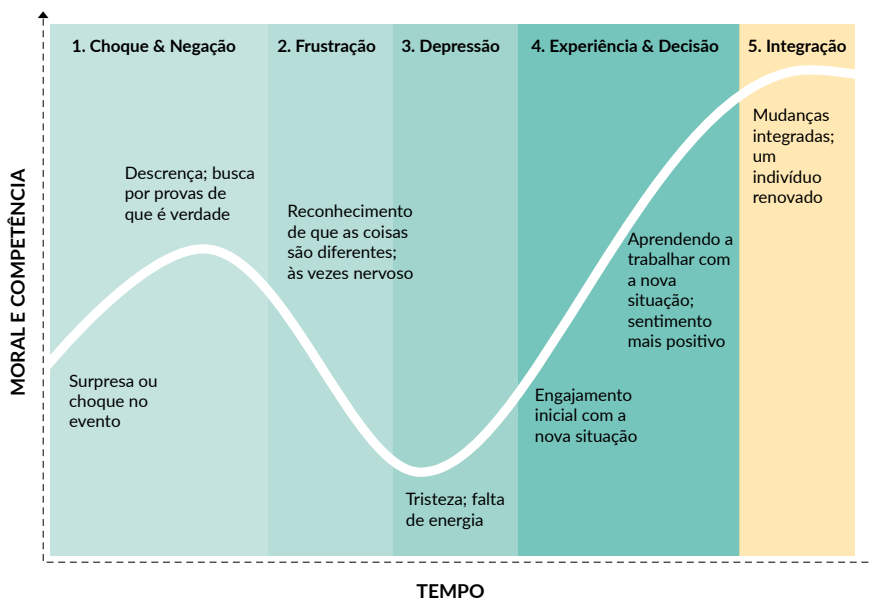 1. Choque & Negação
2. Frustração
3. Depressão
4. Experiência & Decisão
5. Integração
Descrença; busca
por provas de
que é verdade
Surpresa ou
choque no
evento
Reconhecimento
de que as coisas
são diferentes;
às vezes nervoso
Tristeza; falta
de energia
Engajamento
inicial com a
nova situação
Aprendendo a
trabalhar com
a nova
situação;
sentimento
mais positivo
Mudanças
integradas;
um
indivíduo
renovado
MORAL E COMPETÊNCIA
TEMPO